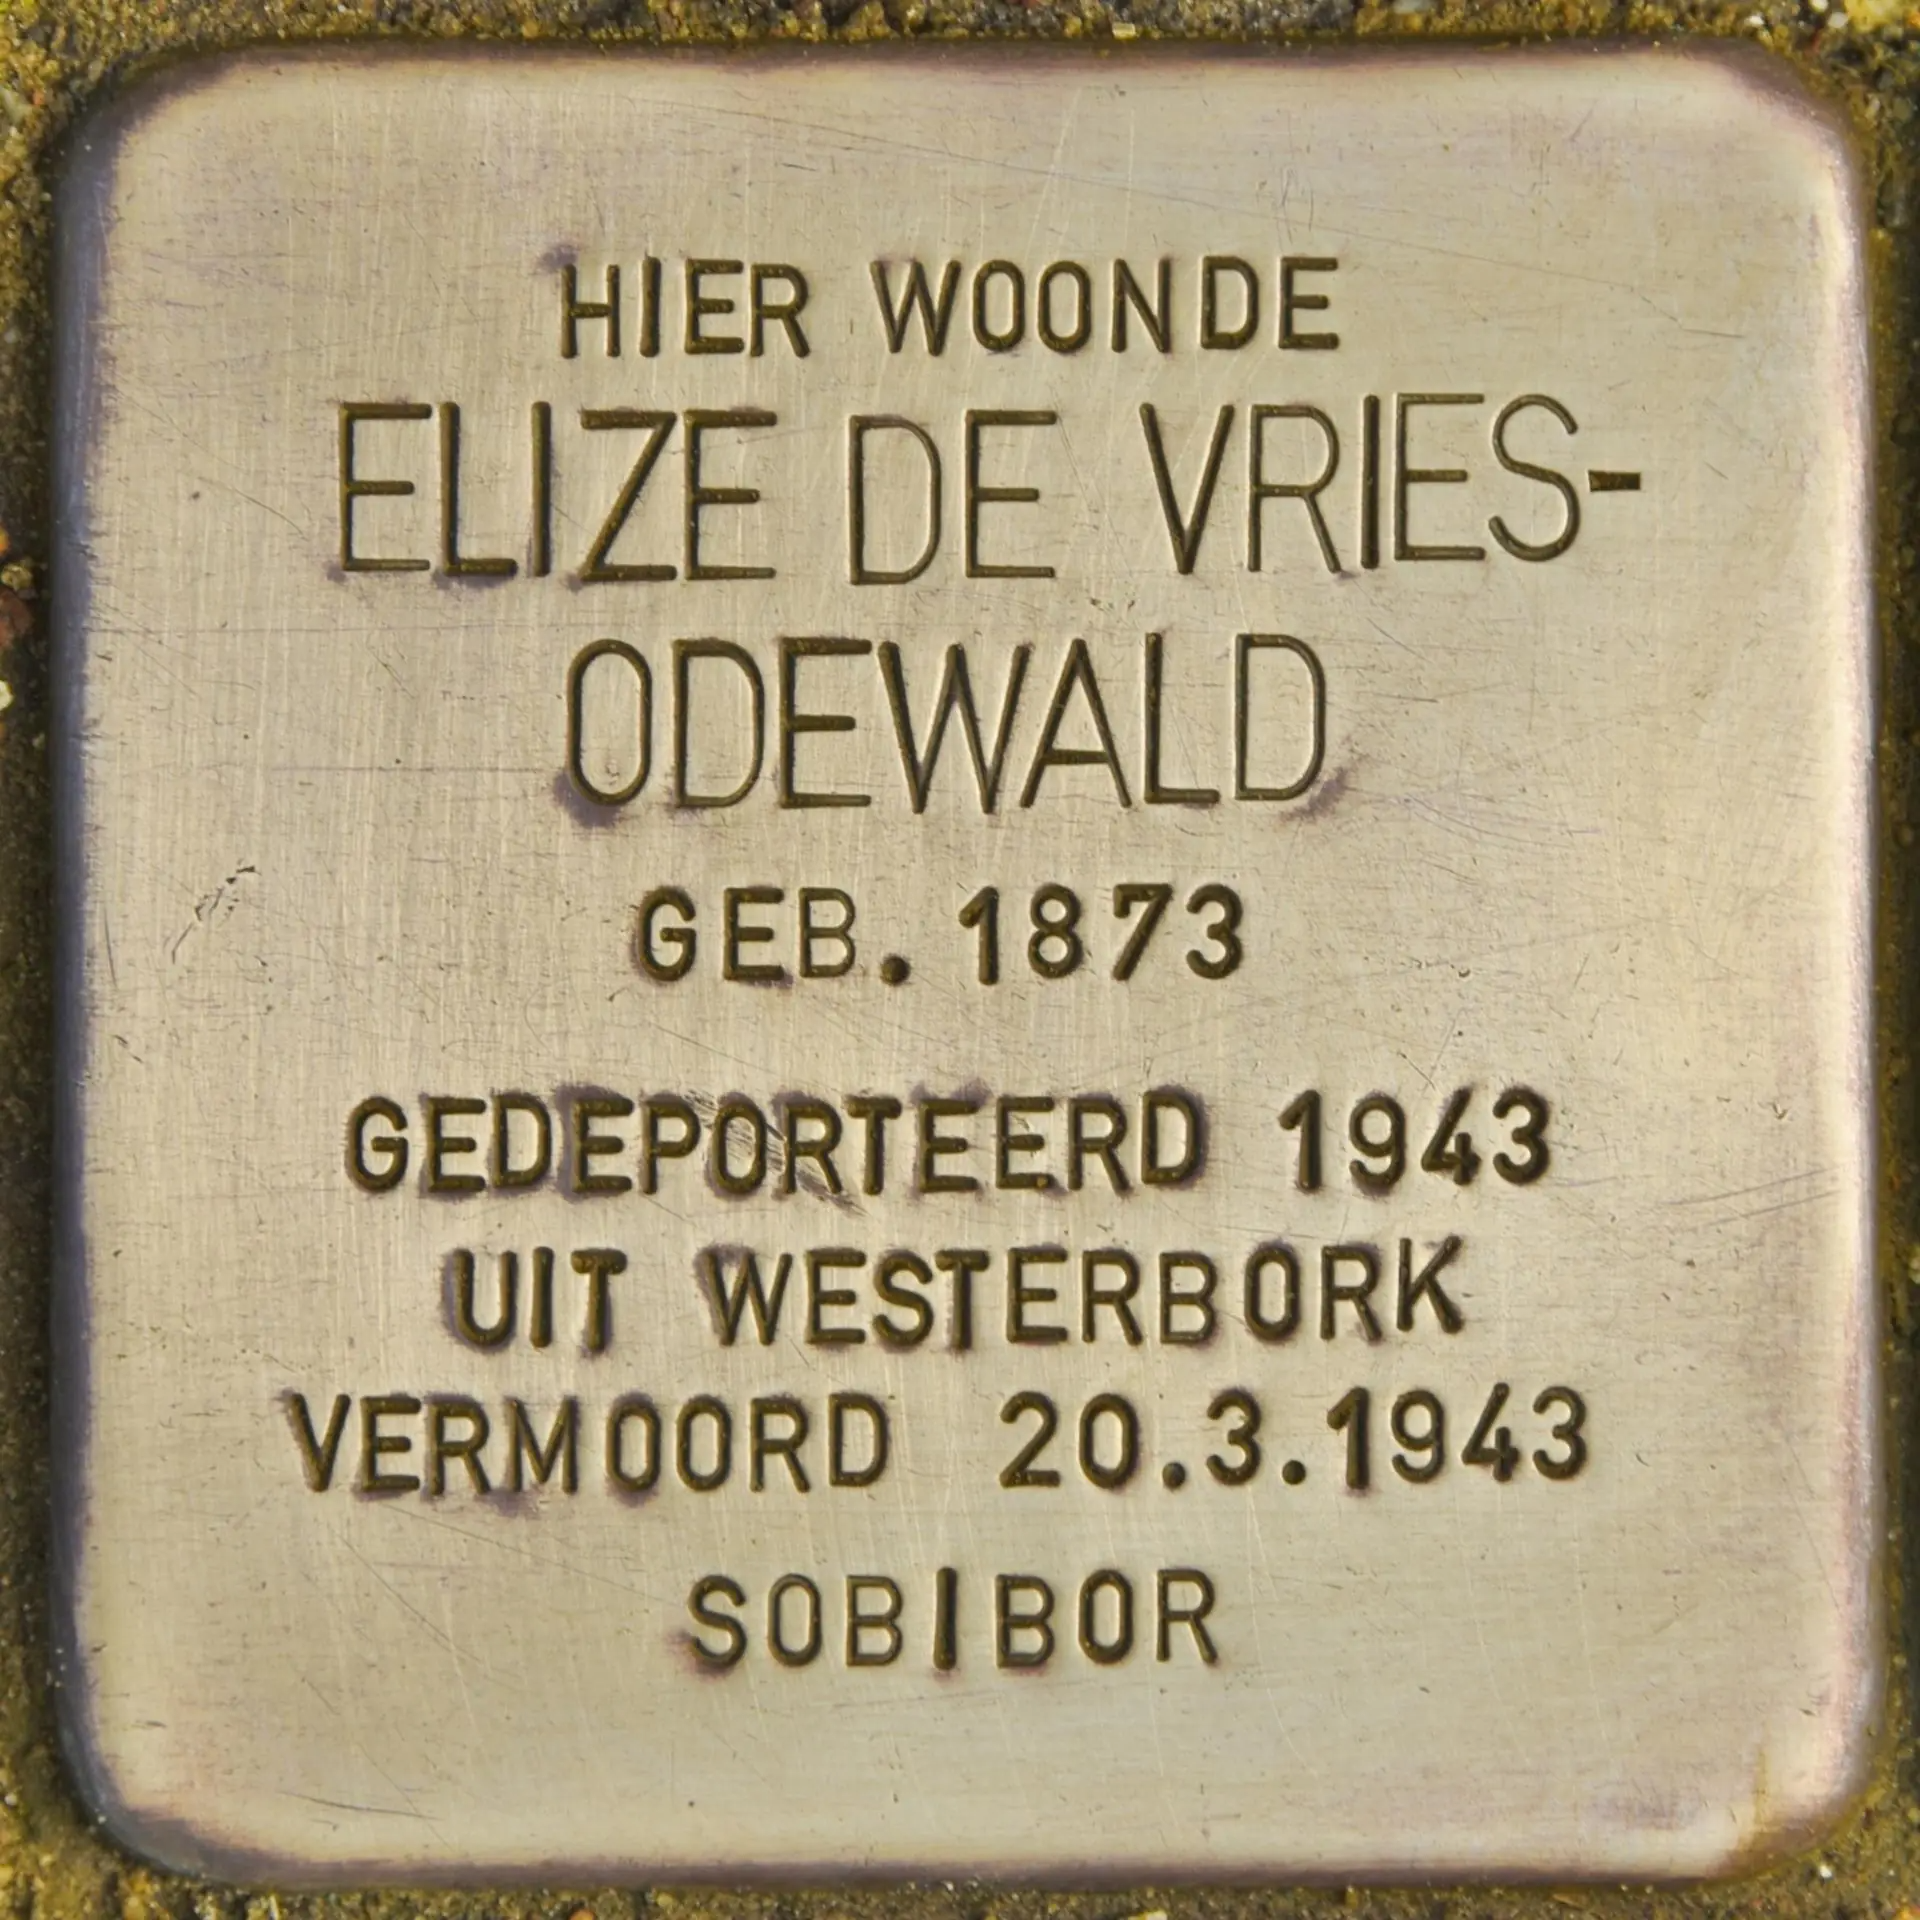 HIER WOONDE
ELIZE DE VRIES-
ODEWALD
GEB. 1873
GEDEPORTEERD 1943
UIT WESTERBORK
VERMOORD 20.3.1943
SOBIBOR